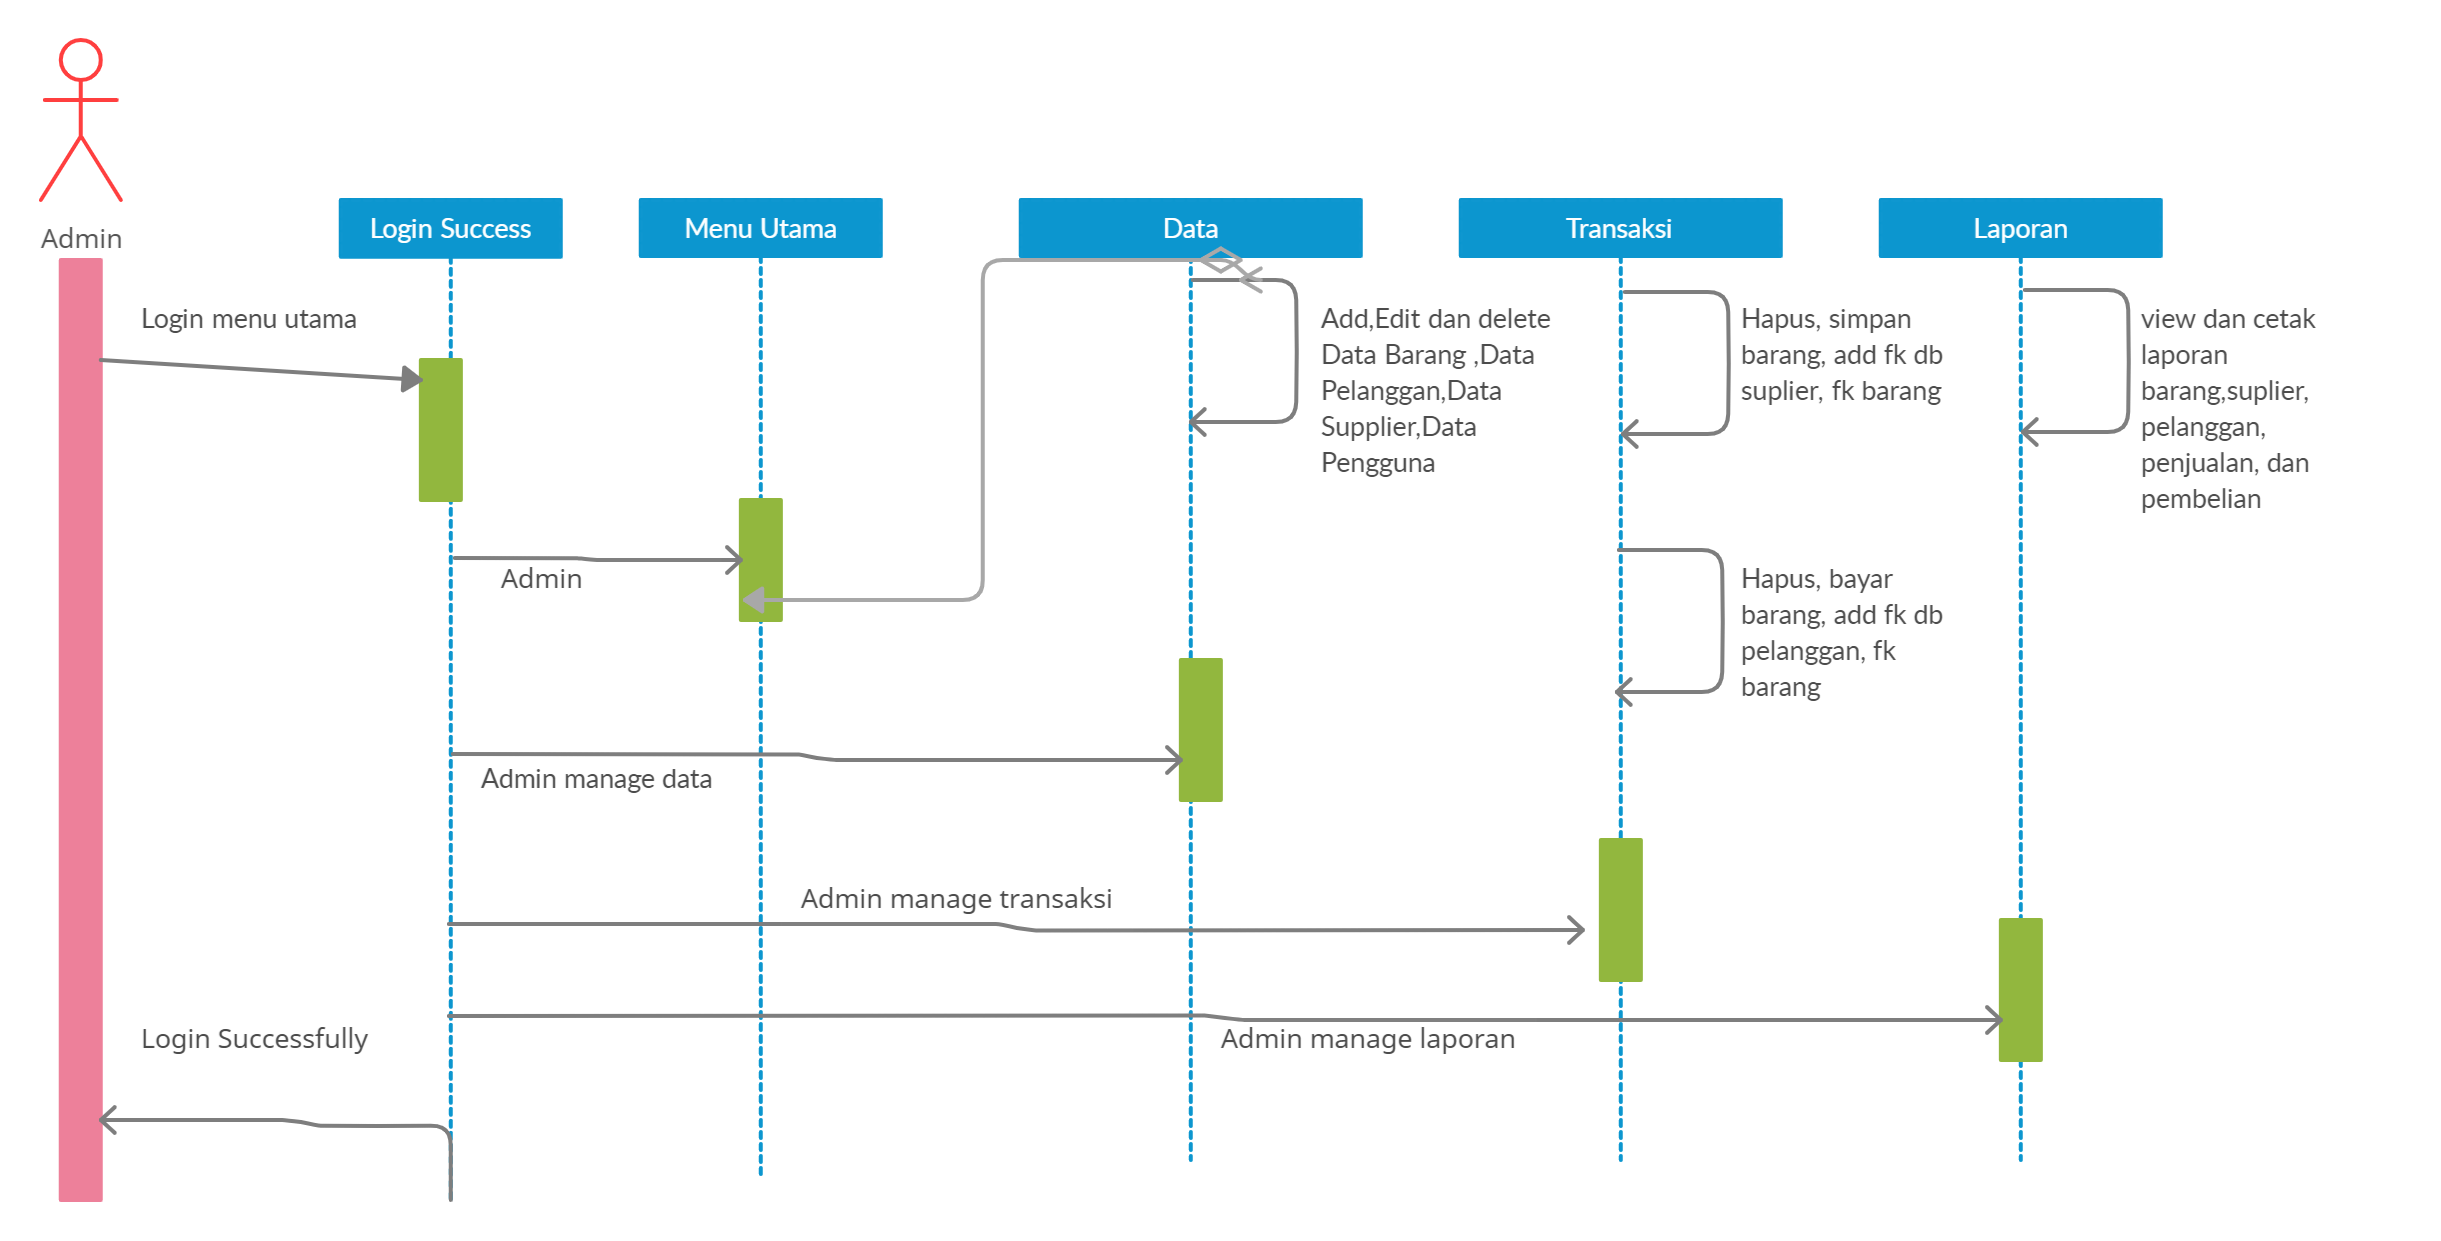 Admin
Login Success
Menu Utama
Data
Transaksi
Laporan
Login menu utama
Add,Edit dan delete
Data Barang ,Data
Pelanggan,Data
Supplier,Data
Pengguna
Hapus, simpan
barang, add fk db
suplier, fk barang
view dan cetak
laporan
barang,suplier,
pelanggan,
penjualan, dan
pembelian
Admin
Hapus, bayar
barang, add fk db
pelanggan, fk
barang
Admin manage data
Admin manage transaksi
Login Successfully
Admin manage laporan